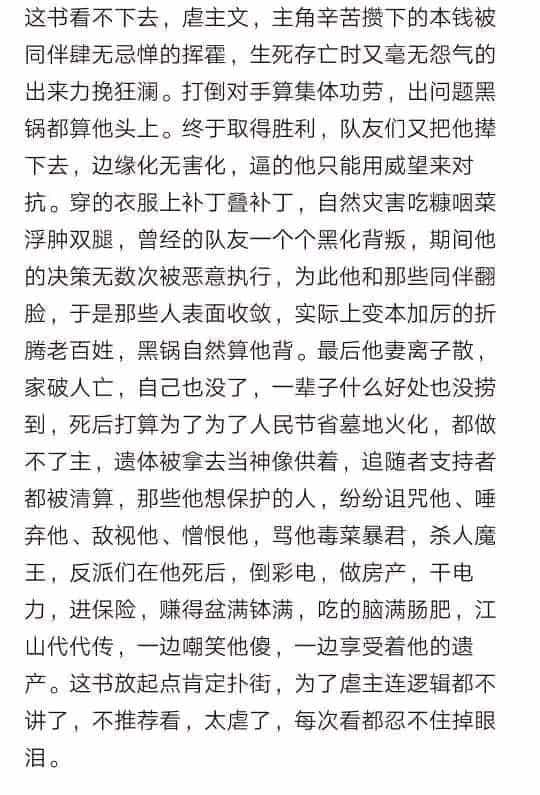 这书看不下去，虐主文，主角辛苦攒下的本钱被
同伴肆无忌惮的挥霍，生死存亡时又毫无怨气的
出来力挽狂澜。打倒对手算集体功劳，出问题黑
锅都算他头上。终于取得胜利，队友们又把他撵
下去，边缘化无害化，逼的他只能用威望来对
抗。穿的衣服上补丁叠补丁，自然灾害吃糠咽菜
浮肿双腿，曾经的队友一个个黑化背叛，期间他
的决策无数次被恶意执行，为此他和那些同伴翻
脸，于是那些人表面收敛，实际上变本加厉的折
腾老百姓，黑锅自然算他背。最后他妻离子散，
家破人亡，自己也没了，一辈子什么好处也没捞
到，死后打算为了为了人民节省墓地火化，都做
不了主，遗体被拿去当神像供着，追随者支持者
都被清算，那些他想保护的人，纷纷诅咒他、唾
弃他、敌视他、憎恨他，骂他毒菜暴君，杀人魔
王，反派们在他死后，倒彩电，做房产，干电
力，进保险，赚得盆满钵满，吃的脑满肠肥，江
山代代传，一边嘲笑他傻，一边享受着他的遗
产。这书放起点肯定扑街，为了虐主连逻辑都不
讲了，不推荐看，太虐了，每次看都忍不住掉眼
泪。